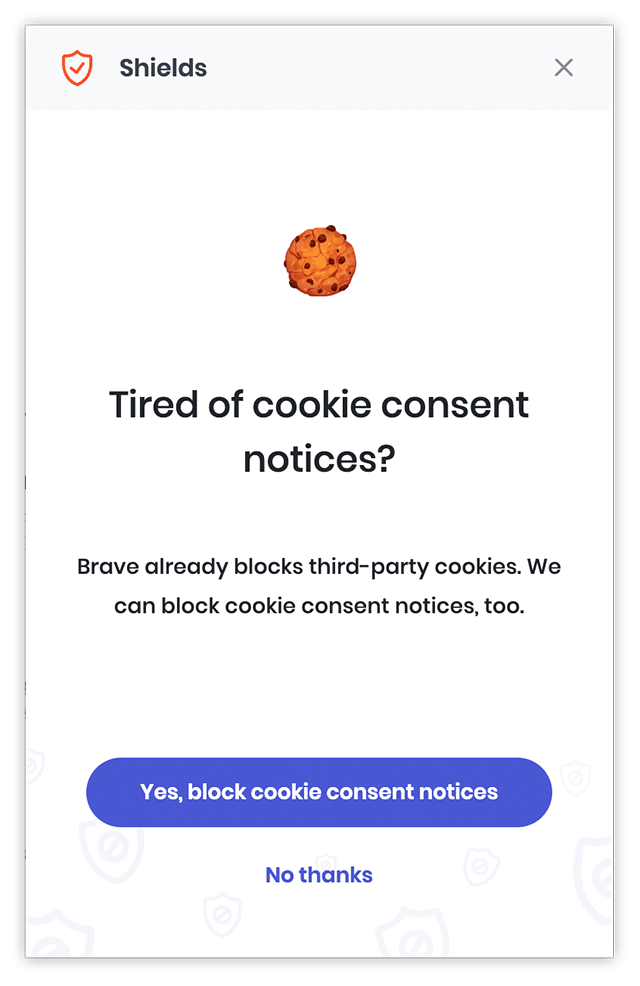 Shields
Tired of cookie consent
notices?
Brave already blocks third-party cookies. We
can block cookie consent notices, too.
Yes, block cookie consent notices
No thanks